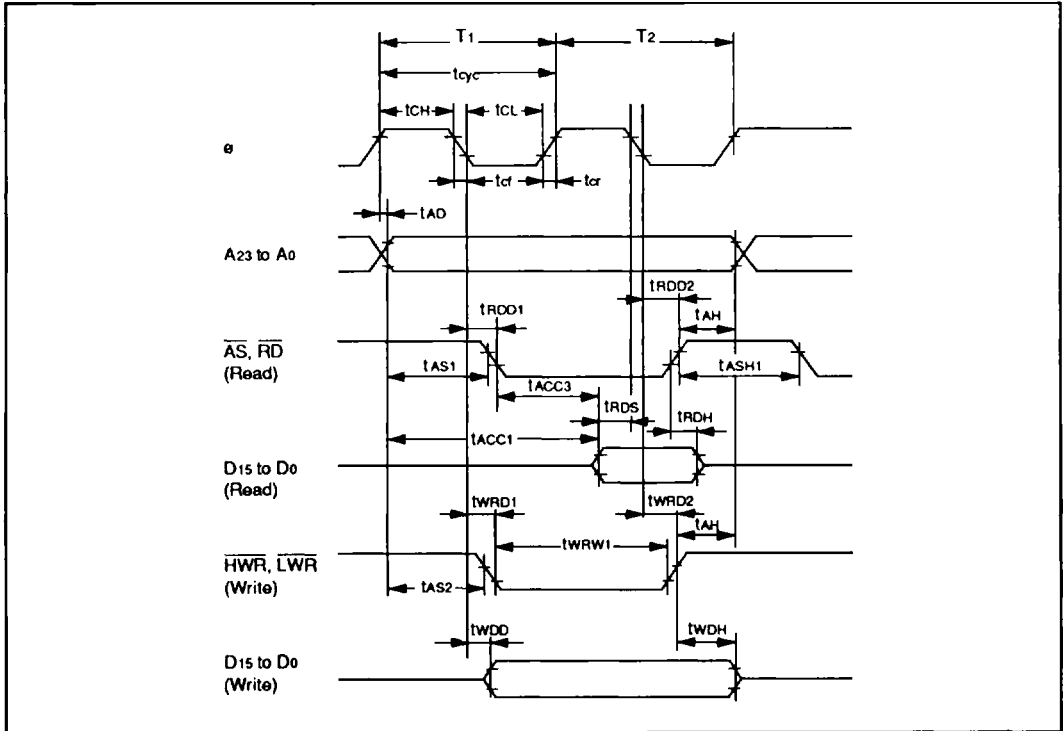 T1 T2
tcyc
tCH tCL
ø
tcf tcr
tAD
A23 to A0
tRDD1 tRDD2 tAH
AS, RD
(Read)
tAS1 tACC3 tASH1
tRDS tRDH
tACC1
D15 to D0
(Read)
tWRD1 tWRD2
tAH
tWRW1
HWR, LWR
(Write)
tAS2
tWDD tWDH
D15 to D0
(Write)